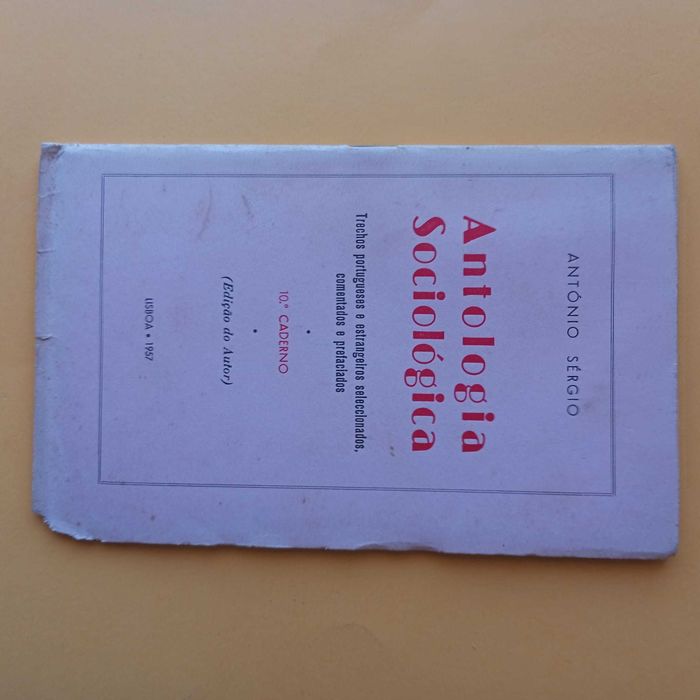 ANTÓNIO SÉRGIO
Antologia
Sociológica
Trechos portugueses e estrangeiros seleccionados,
comentados e prefaciados
10.º CADERNO
(Edição do Autor)
LISBOA • 1957